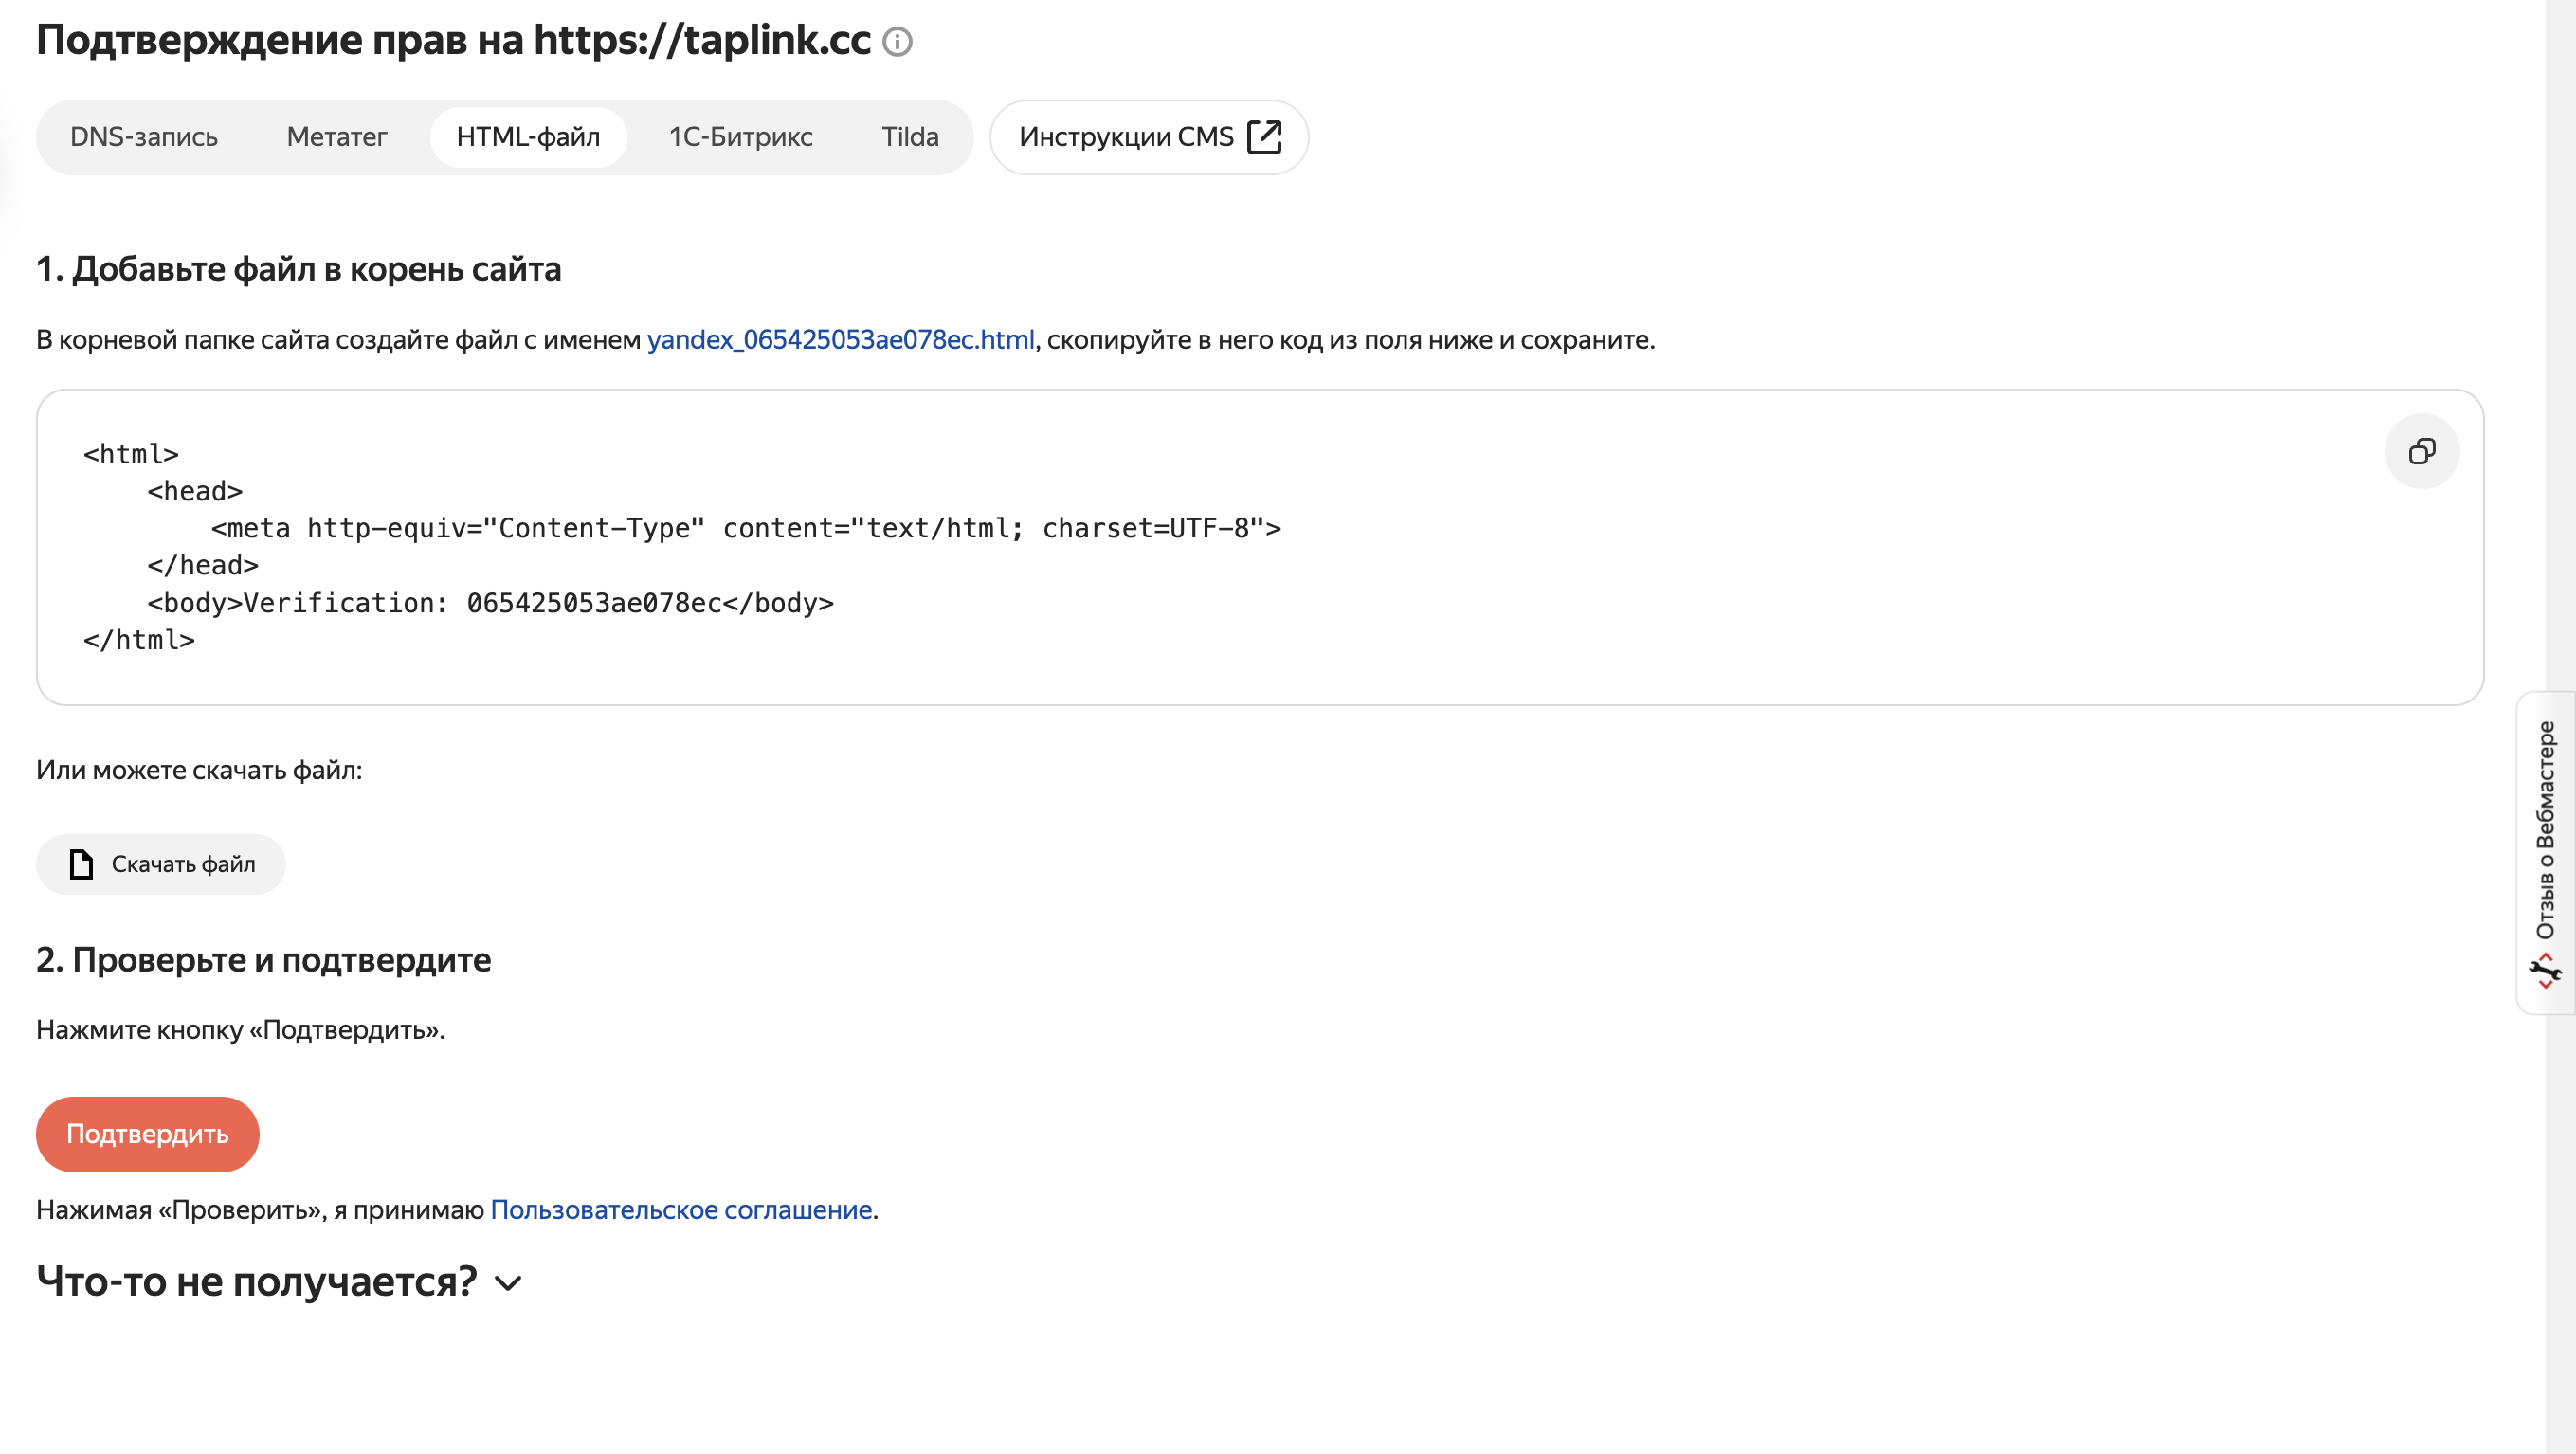 Подтверждение прав на https://taplink.cc
DNS-запись Метатег HTML-файл 1С-Битрикс Tilda Инструкции CMS
1. Добавьте файл в корень сайта
В корневой папке сайта создайте файл с именем yandex_065425053ae078ec.html, скопируйте в него код из поля ниже и сохраните.
<html>
    <head>
        <meta http-equiv="Content-Type" content="text/html; charset=UTF-8">
    </head>
    <body>Verification: 065425053ae078ec</body>
</html>
Или можете скачать файл:
Скачать файл
2. Проверьте и подтвердите
Нажмите кнопку «Подтвердить».
Подтвердить
Нажимая «Проверить», я принимаю Пользовательское соглашение.
Что-то не получается?
Отзыв о Вебмастере